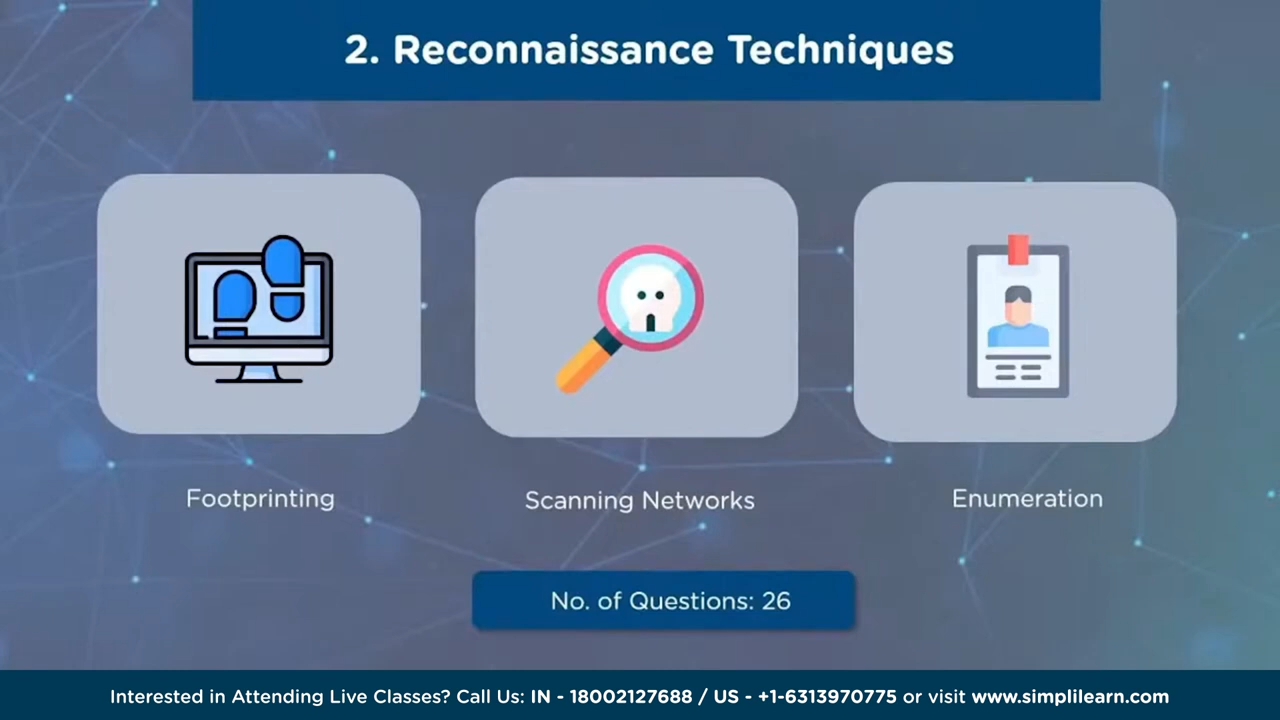 2. Reconnaissance Techniques
Footprinting
Scanning Networks
Enumeration
No. of Questions: 26
Interested in Attending Live Classes? Call Us: IN - 18002127688 / US - +1-6313970775 or visit www.simplilearn.com